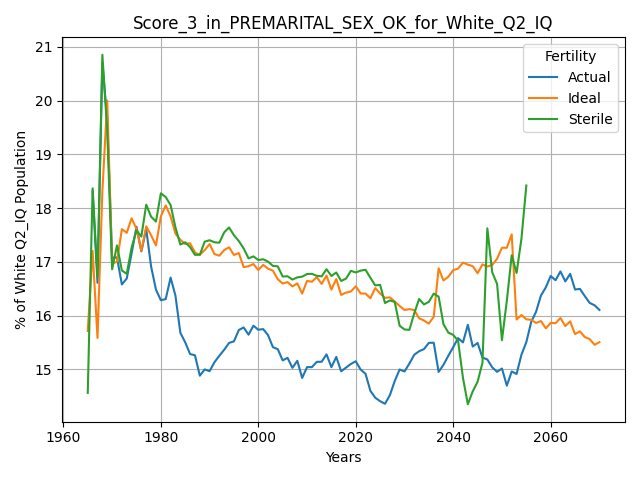 Score_3_in_PREMARITAL_SEX_OK_for_White_Q2_IQ
% of White Q2_IQ Population
21
20
19
18
17
16
15
Fertility
Actual
Ideal
Sterile
1960
1980
2000
2020
2040
2060
Years